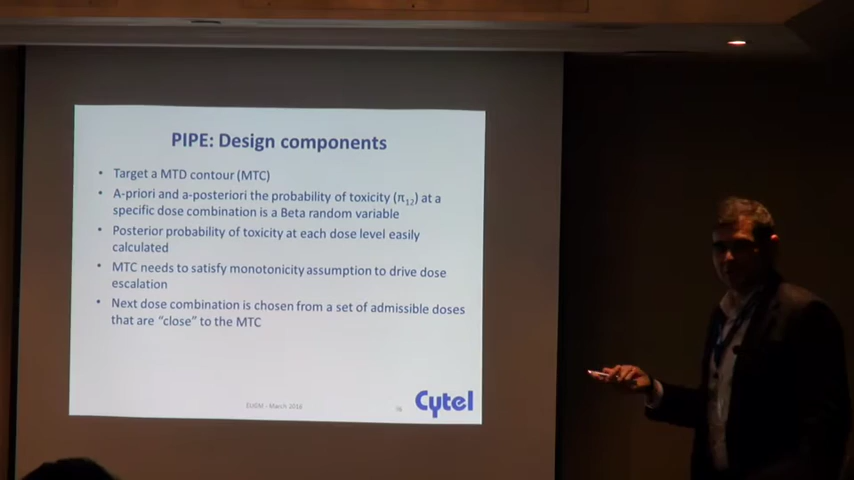 PIPE: Design components
• Target a MTD contour (MTC)
• A-priori and a-posteriori the probability of toxicity (π12) at a
specific dose combination is a Beta random variable
• Posterior probability of toxicity at each dose level easily
calculated
• MTC needs to satisfy monotonicity assumption to drive dose
escalation
• Next dose combination is chosen from a set of admissible doses
that are “close” to the MTC
- March 2018
Cytel